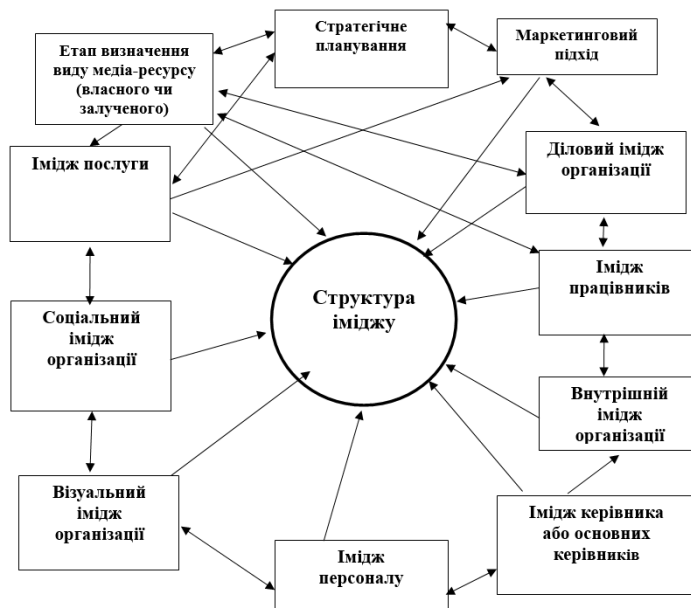 Етап визначення
виду медіа-ресурсу
(власного чи
залученого)
Стратегічне
планування
Маркетинговий
підхід
Імідж послуги
Діловий імідж
організації
Структура
іміджу
Імідж
працівників
Соціальний
імідж
організації
Внутрішній
імідж
організації
Візуальний
імідж
організації
Імідж
персоналу
Імідж керівника
або основних
керівників